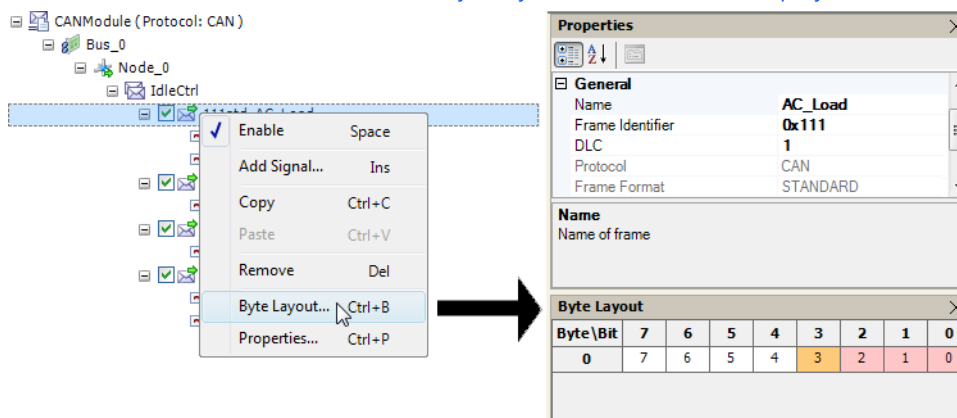 CANModule (Protocol: CAN )
Bus_0
Node_0
IdleCtrl
Enable Space
Add Signal... Ins
Copy Ctrl+C
Paste Ctrl+V
Remove Del
Byte Layout... Ctrl+B
Properties... Ctrl+P
Properties
General
Name AC_Load
Frame Identifier 0x111
DLC 1
Protocol CAN
Frame Format STANDARD
Name
Name of frame
Byte Layout
Byte\Bit 7 6 5 4 3 2 1 0
0 7 6 5 4 3 2 1 0